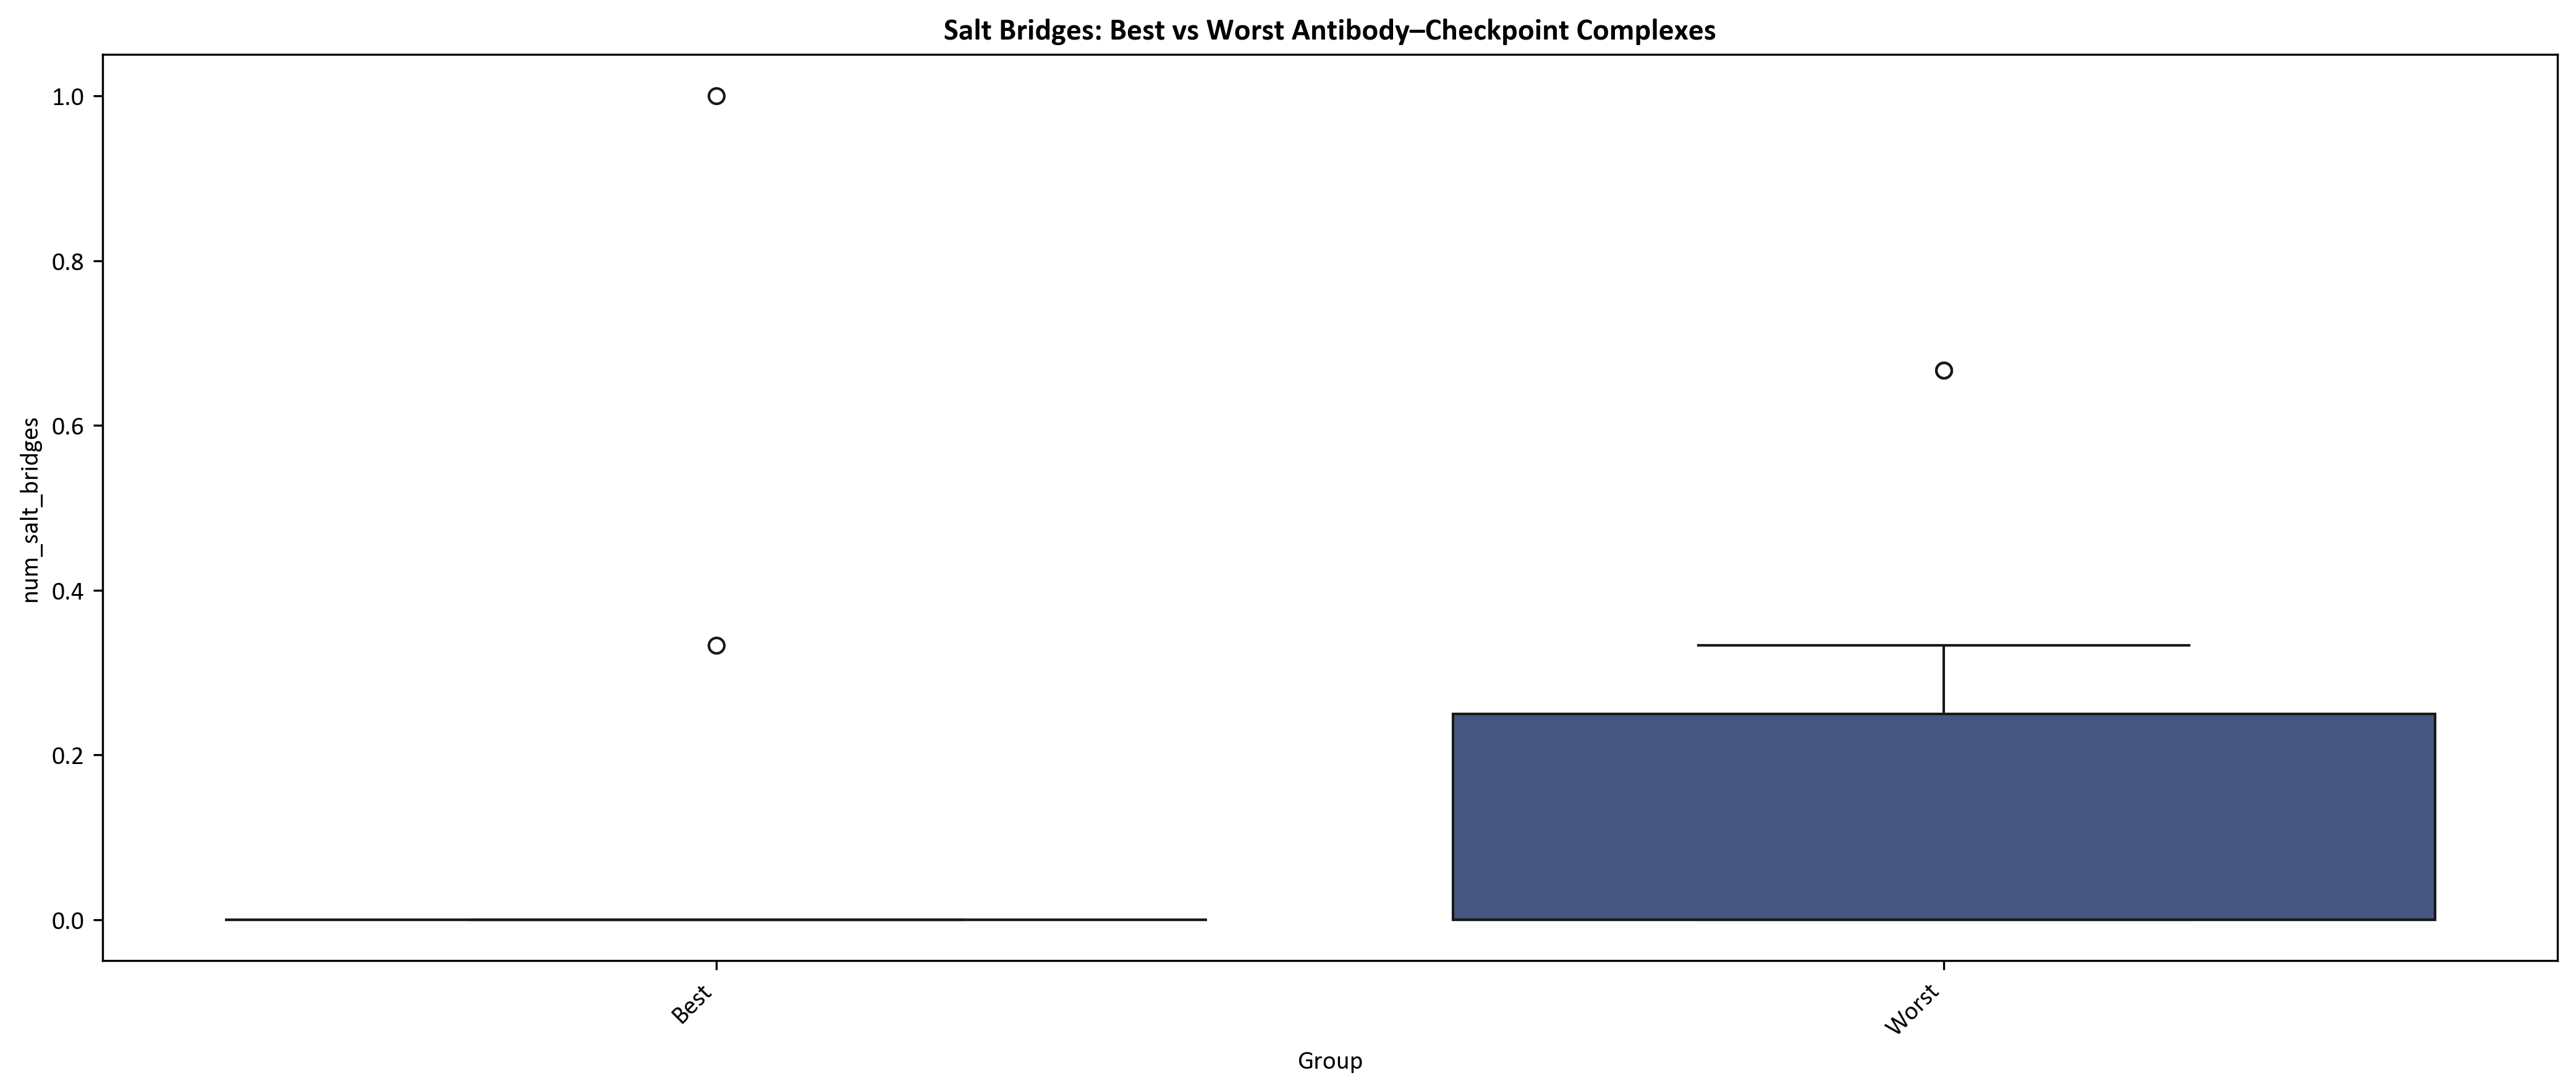 Salt Bridges: Best vs Worst Antibody–Checkpoint Complexes
num_salt_bridges
1.0
0.8
0.6
0.4
0.2
0.0
Best
Worst
Group